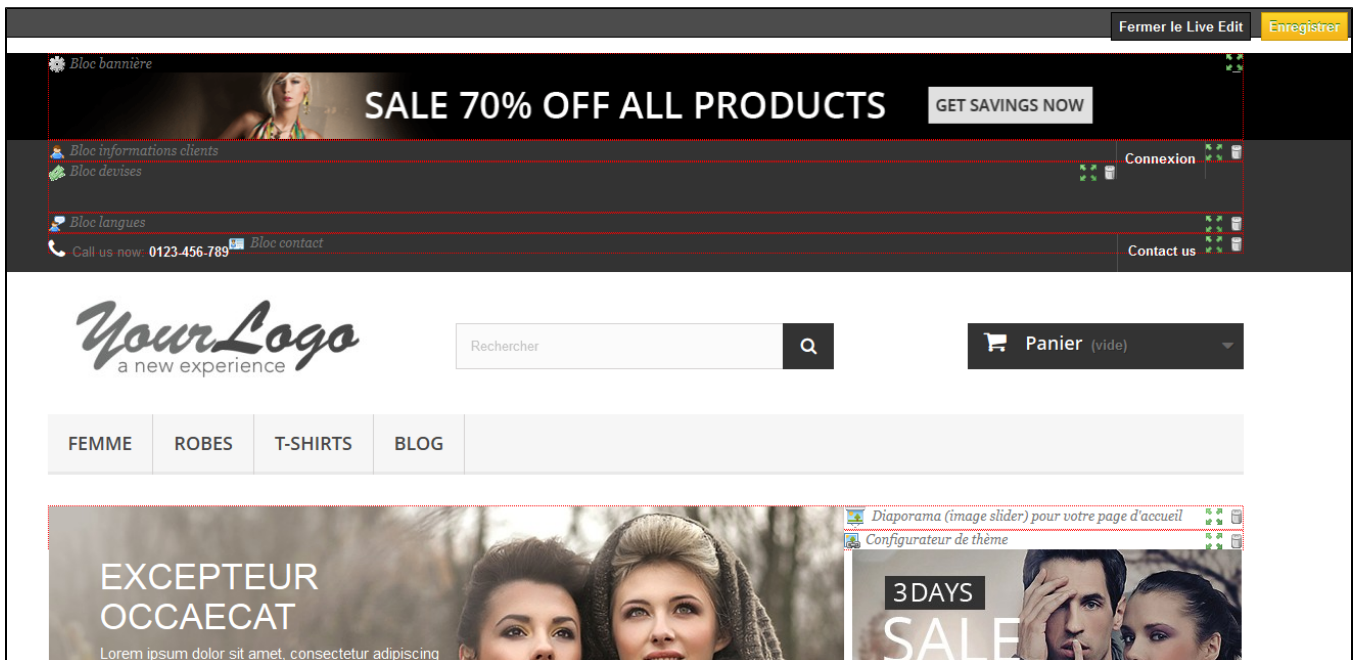 Fermer le Live Edit
Enregistrer
Bloc bannière
SALE 70% OFF ALL PRODUCTS
GET SAVINGS NOW
Bloc informations clients
Connexion
Bloc devises
Bloc langues
Call us now: 0123-456-789
Bloc contact
Contact us
YourLogo
a new experience
Rechercher
Panier (vide)
FEMME
ROBES
T-SHIRTS
BLOG
Diaporama (image slider) pour votre page d'accueil
Configurateur de thème
EXCEPTEUR
OCCAECAT
Lorem ipsum dolor sit amet, consectetur adipiscing
3DAYS
SALE